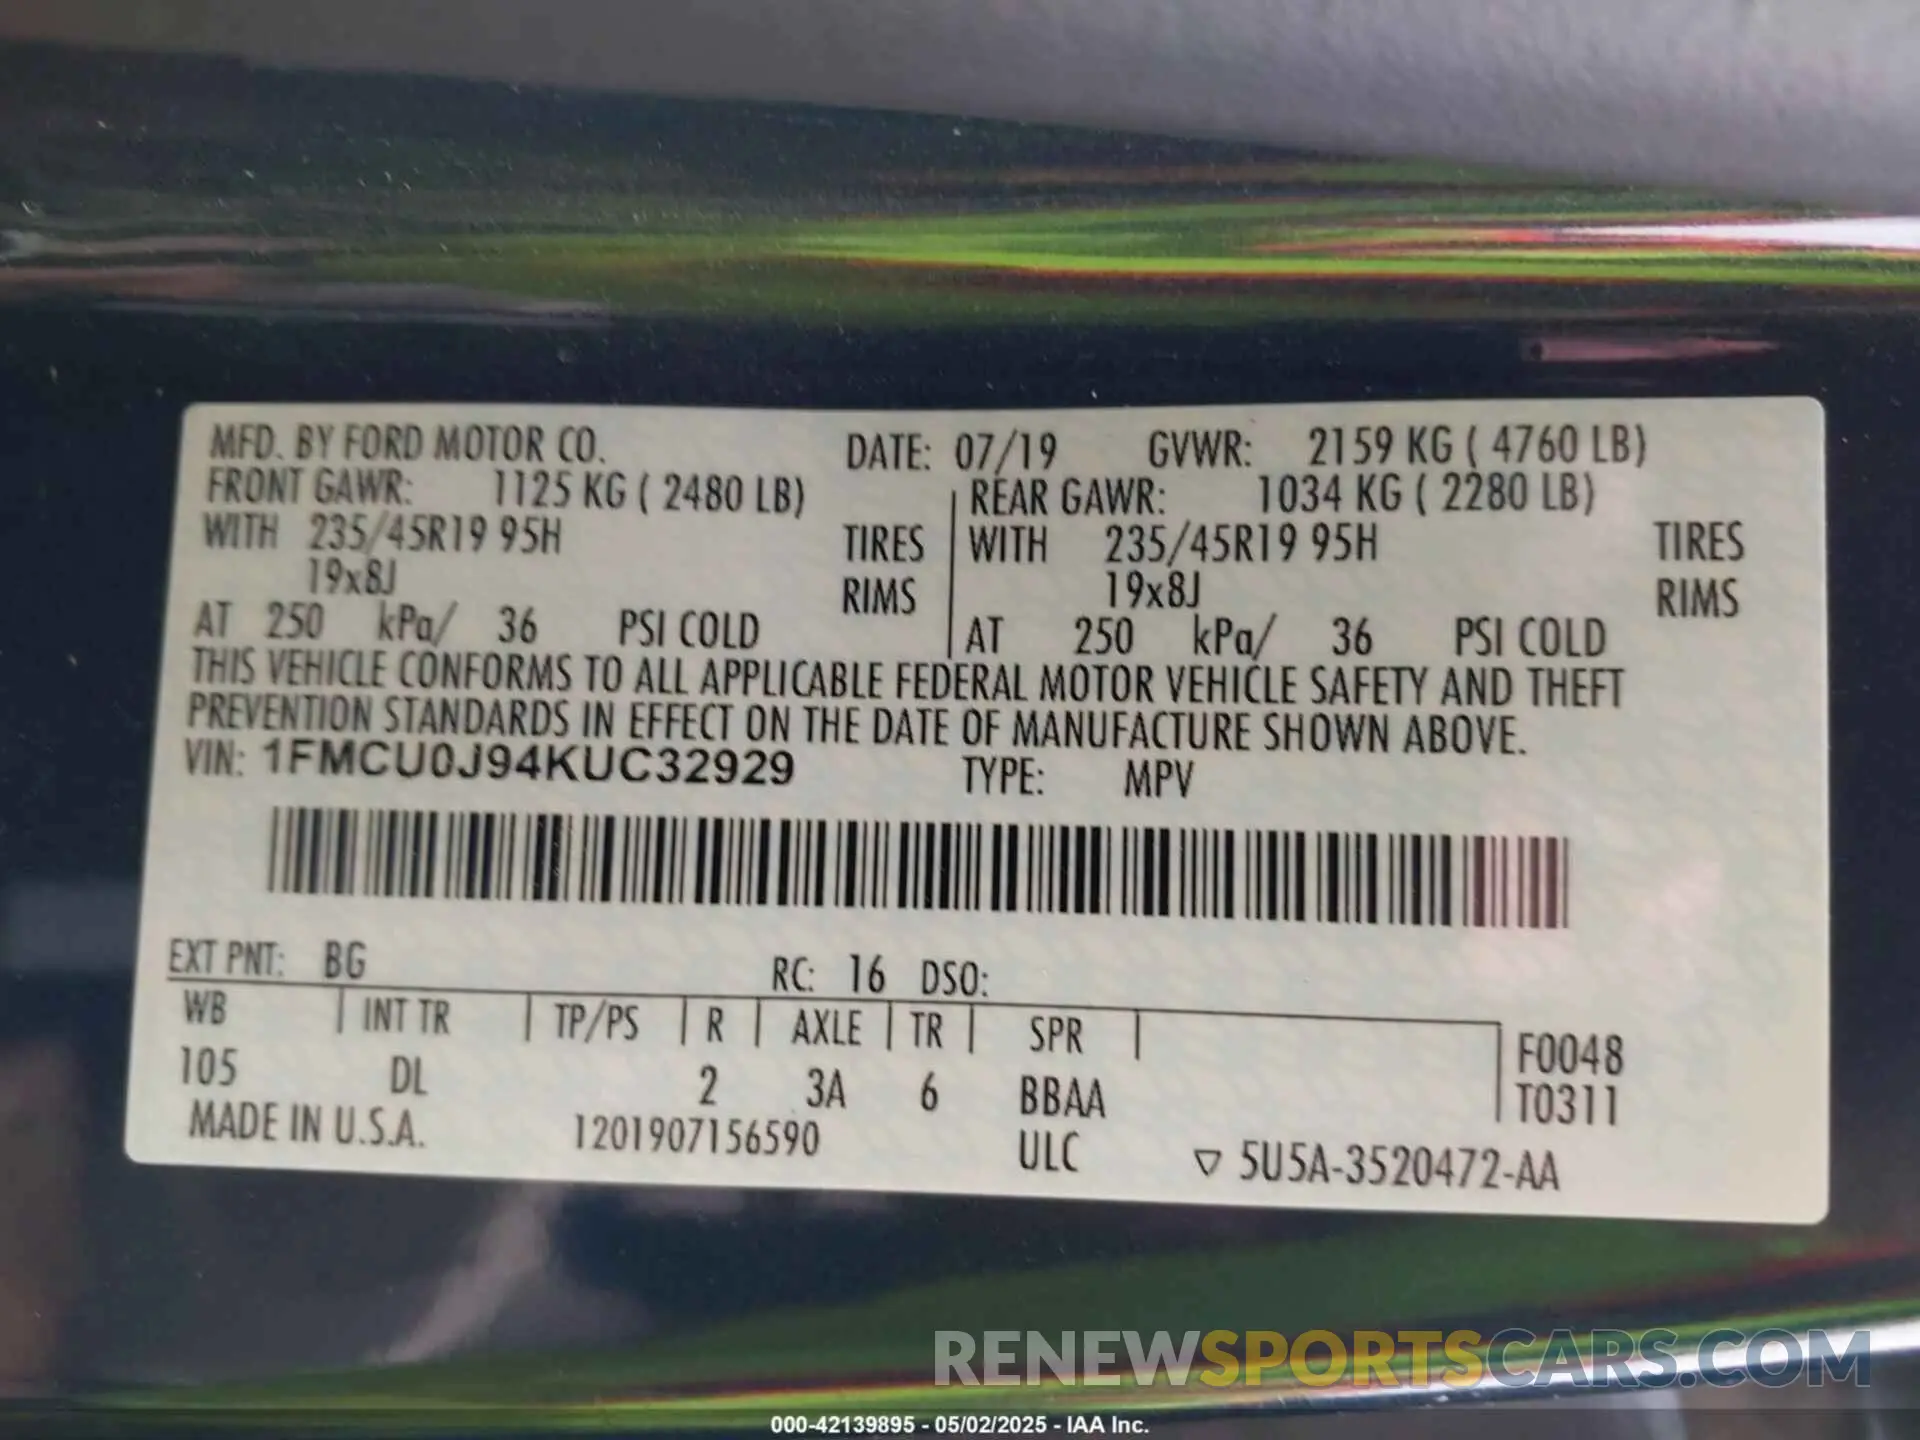 MFD. BY FORD MOTOR CO. DATE: 07/19 GVWR: 2159 KG ( 4760 LB)
FRONT GAWR: 1125 KG ( 2480 LB) REAR GAWR: 1034 KG ( 2280 LB)
WITH 235/45R19 95H TIRES WITH 235/45R19 95H TIRES
19x8J RIMS 19x8J RIMS
AT 250 kPa/ 36 PSI COLD AT 250 kPa/ 36 PSI COLD
THIS VEHICLE CONFORMS TO ALL APPLICABLE FEDERAL MOTOR VEHICLE SAFETY AND THEFT
PREVENTION STANDARDS IN EFFECT ON THE DATE OF MANUFACTURE SHOWN ABOVE.
VIN: 1FMCU0J94KUC32929 TYPE: MPV
EXT PNT: BG RC: 16 DSO:
WB INT TR TP/PS R AXLE TR SPR F0048
105 DL 2 3A 6 BBAA T0311
MADE IN U.S.A. 1201907156590 ULC ▽ 5U5A-3520472-AA
RENEWSPORTSCARS.COM
000-42139895 - 05/02/2025 - IAA Inc.